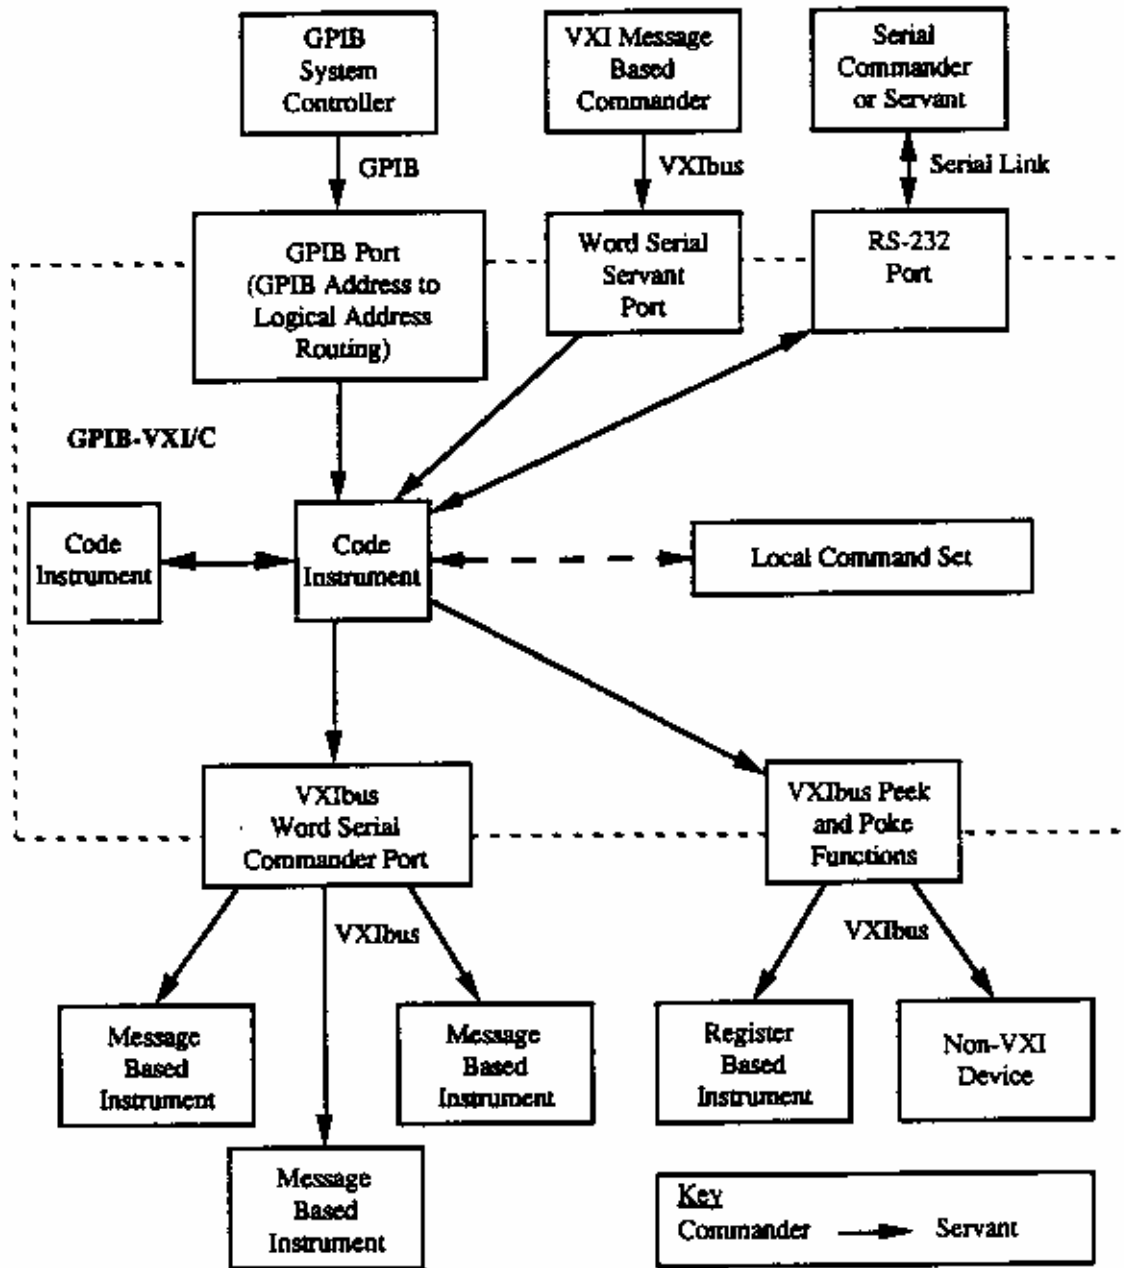 GPIB
System
Controller
VXI Message
Based
Commander
Serial
Commander
or Servant
GPIB
VXIbus
Serial Link
GPIB Port
(GPIB Address to
Logical Address
Routing)
Word Serial
Servant
Port
RS-232
Port
GPIB-VXI/C
Code
Instrument
Code
Instrument
Local Command Set
VXIbus
Word Serial
Commander Port
VXIbus Peek
and Poke
Functions
VXIbus
VXIbus
Message
Based
Instrument
Message
Based
Instrument
Register
Based
Instrument
Non-VXI
Device
Message
Based
Instrument
Key
Commander
Servant